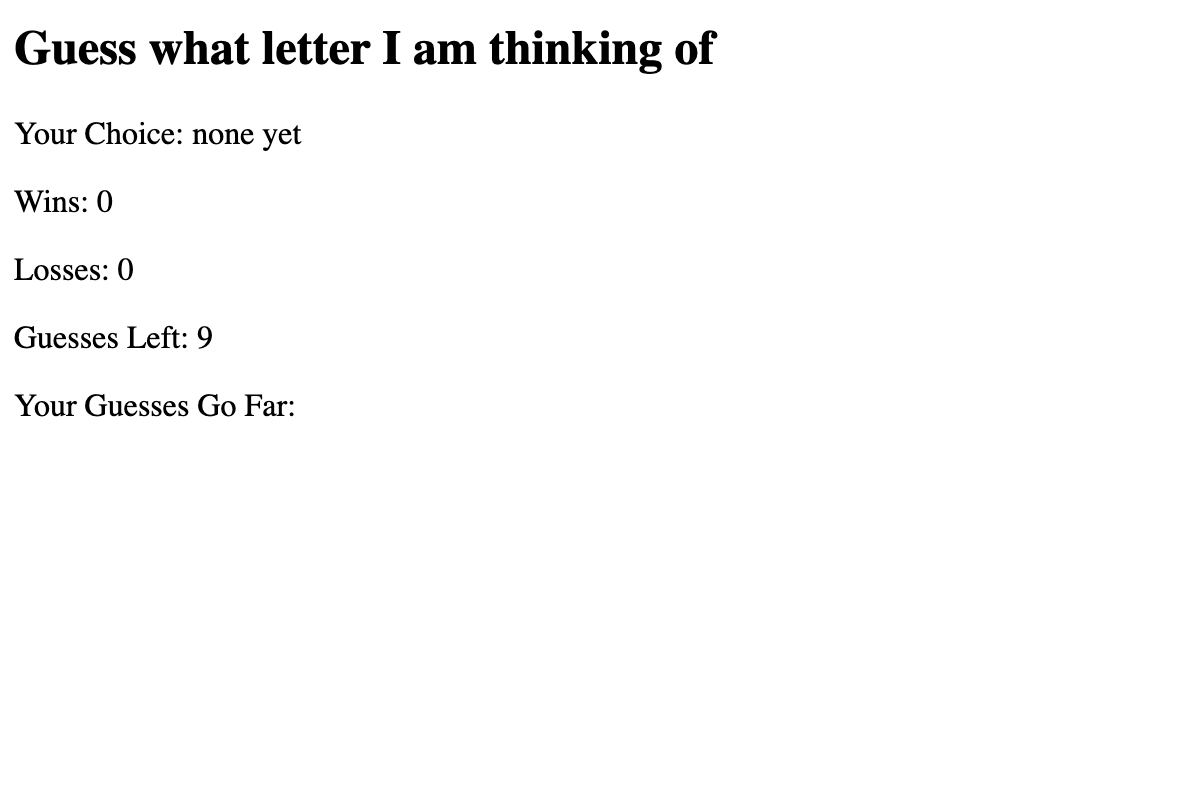 Guess what letter I am thinking of
Your Choice: none yet
Wins: 0
Losses: 0
Guesses Left: 9
Your Guesses Go Far: